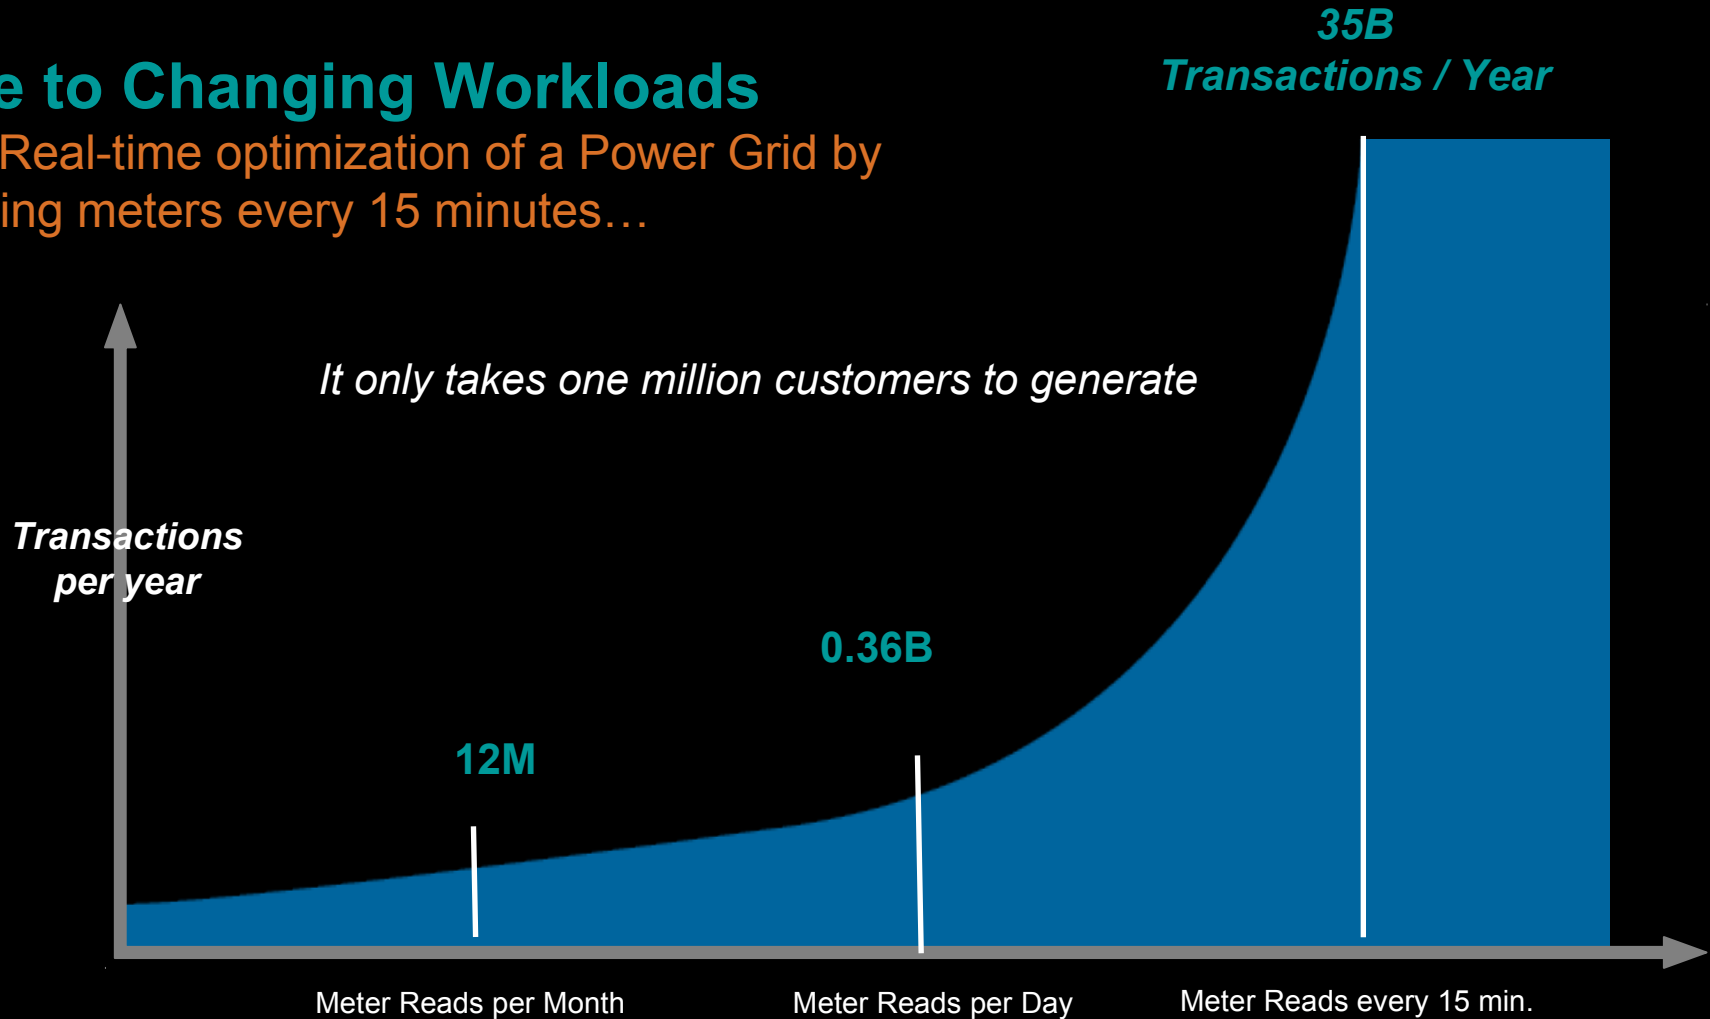 35B
Transactions / Year
e to Changing Workloads
Real-time optimization of a Power Grid by
ing meters every 15 minutes…
It only takes one million customers to generate
Transactions
per year
0.36B
12M
Meter Reads per Month
Meter Reads per Day
Meter Reads every 15 min.